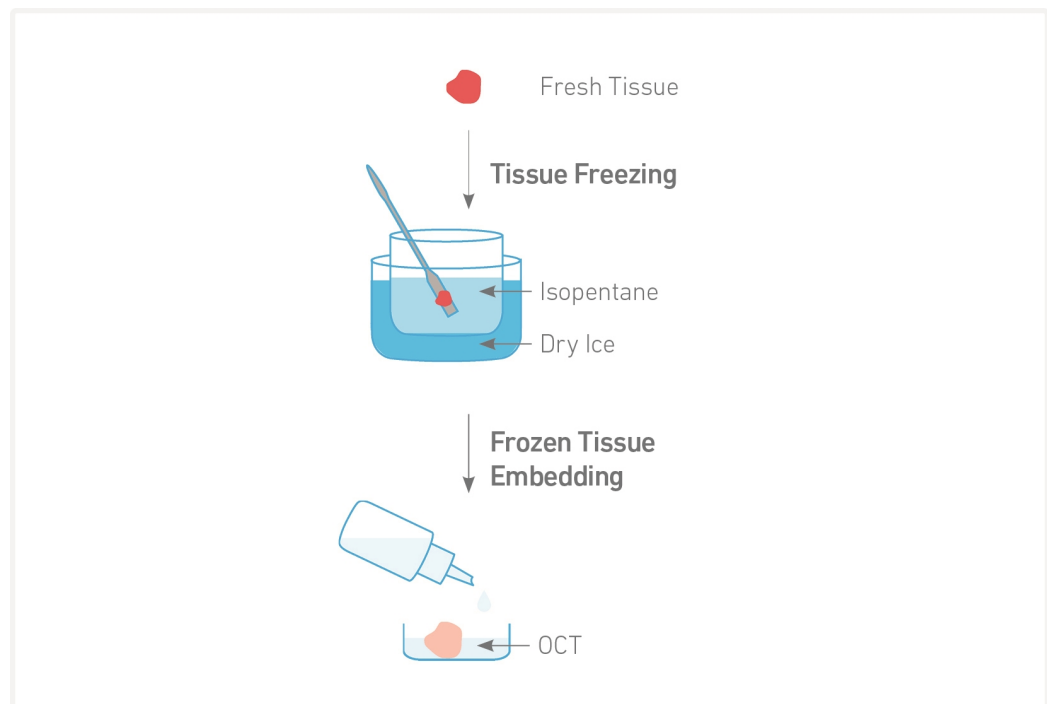 Fresh Tissue
Tissue Freezing
Isopentane
Dry Ice
Frozen Tissue
Embedding
OCT